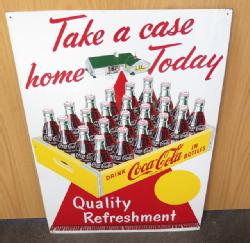 Take a case
home Today
DRINK Coca-Cola IN BOTTLES
Quality
Refreshment